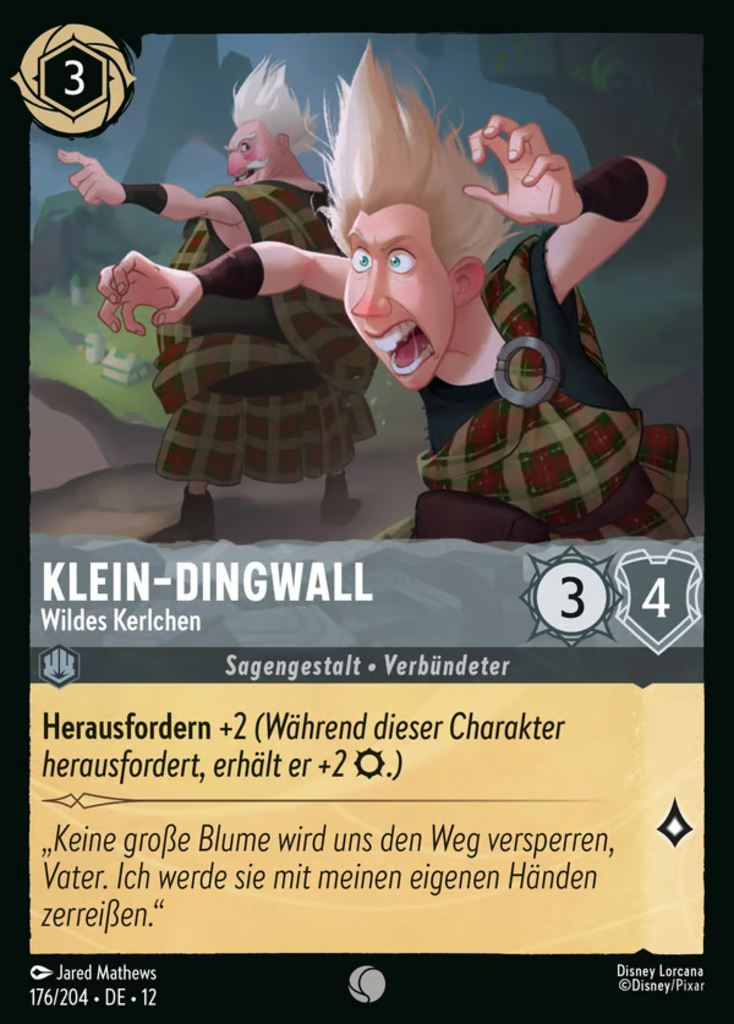 3
KLEIN-DINGWALL
Wildes Kerlchen
3
4
Sagengestalt • Verbündeter
Herausfordern +2 (Während dieser Charakter
herausfordert, erhält er +2 .)
„Keine große Blume wird uns den Weg versperren,
Vater. Ich werde sie mit meinen eigenen Händen
zerreißen.“
Jared Mathews
176/204 • DE • 12
Disney Lorcana
©Disney/Pixar